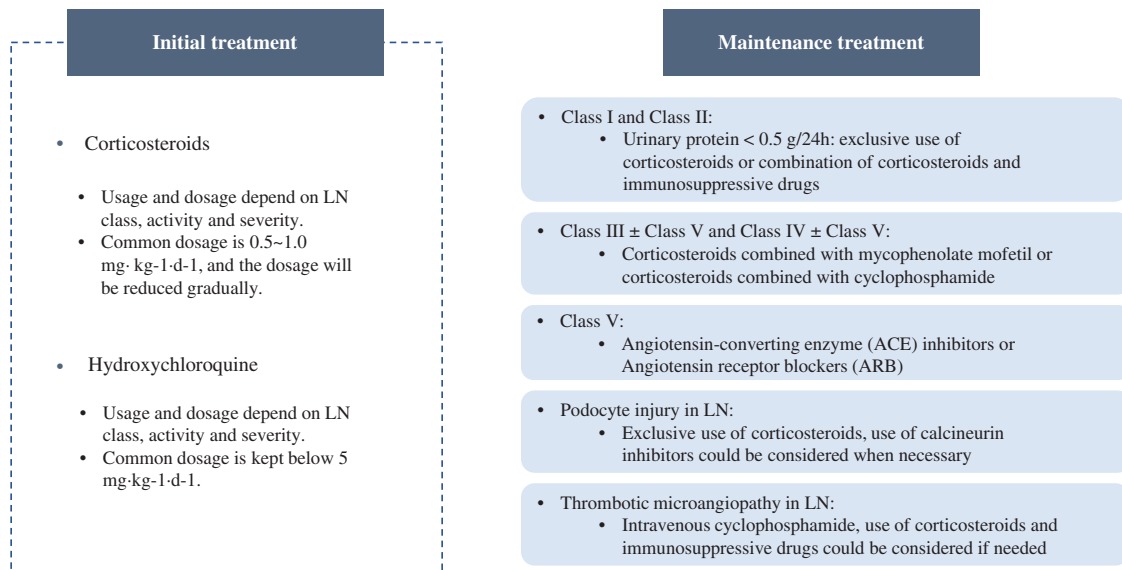 Initial treatment
• Corticosteroids
• Usage and dosage depend on LN
class, activity and severity.
• Common dosage is 0.5~1.0
mg· kg-1·d-1, and the dosage will
be reduced gradually.
• Hydroxychloroquine
• Usage and dosage depend on LN
class, activity and severity.
• Common dosage is kept below 5
mg·kg-1·d-1.
Maintenance treatment
• Class I and Class II:
• Urinary protein < 0.5 g/24h: exclusive use of
corticosteroids or combination of corticosteroids and
immunosuppressive drugs
• Class III ± Class V and Class IV ± Class V:
• Corticosteroids combined with mycophenolate mofetil or
corticosteroids combined with cyclophosphamide
• Class V:
• Angiotensin-converting enzyme (ACE) inhibitors or
Angiotensin receptor blockers (ARB)
• Podocyte injury in LN:
• Exclusive use of corticosteroids, use of calcineurin
inhibitors could be considered when necessary
• Thrombotic microangiopathy in LN:
• Intravenous cyclophosphamide, use of corticosteroids and
immunosuppressive drugs could be considered if needed